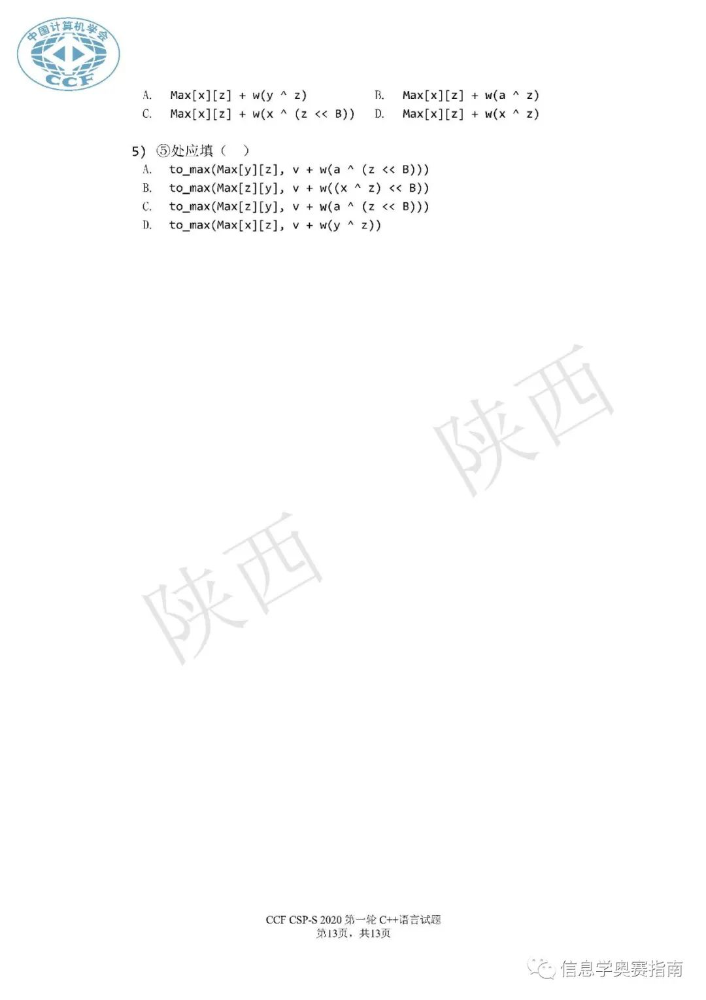 中国计算机学会
CCF
A. Max[x][z] + w(y ^ z) B. Max[x][z] + w(a ^ z)
C. Max[x][z] + w(x ^ (z << B)) D. Max[x][z] + w(x ^ z)
5) ⑤处应填（ ）
A. to_max(Max[y][z], v + w(a ^ (z << B)))
B. to_max(Max[z][y], v + w((x ^ z) << B))
C. to_max(Max[z][y], v + w(a ^ (z << B)))
D. to_max(Max[x][z], v + w(y ^ z))
陕西
陕西
CCF CSP-S 2020 第一轮 C++语言试题
第13页，共13页
信息学奥赛指南